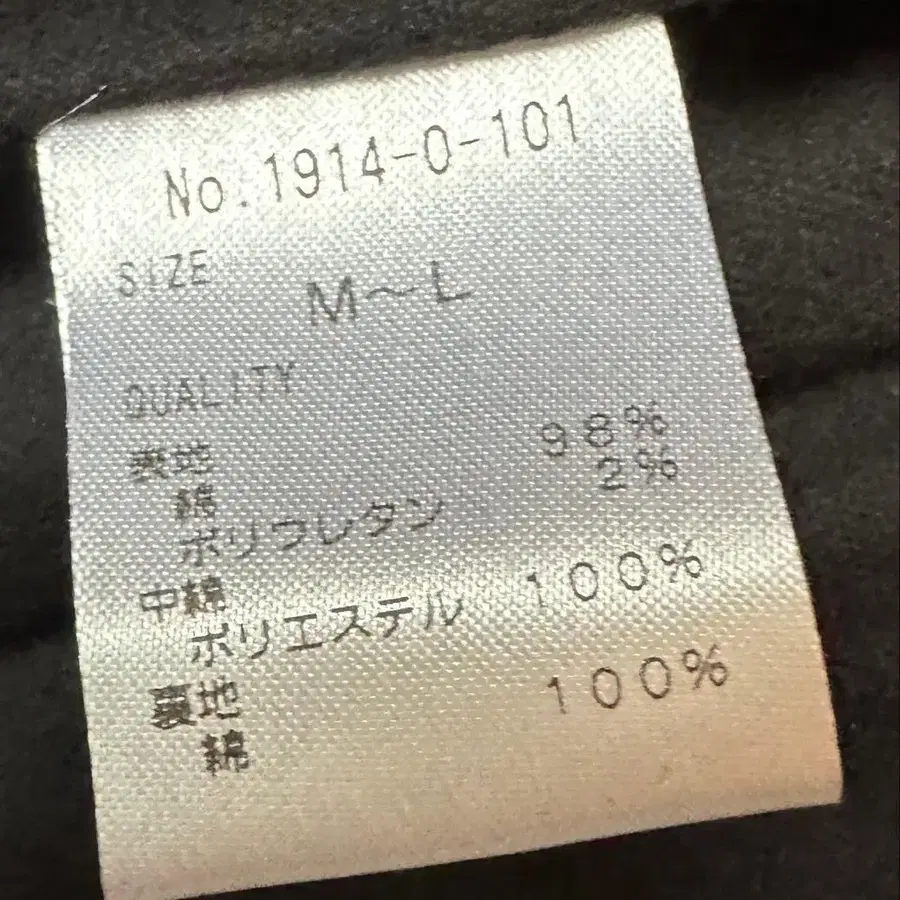 No.1914-0-101
SIZE
M～L
QUALITY
表地
綿 98%
ポリウレタン 2%
中綿
ポリエステル 100%
裏地
綿 100%